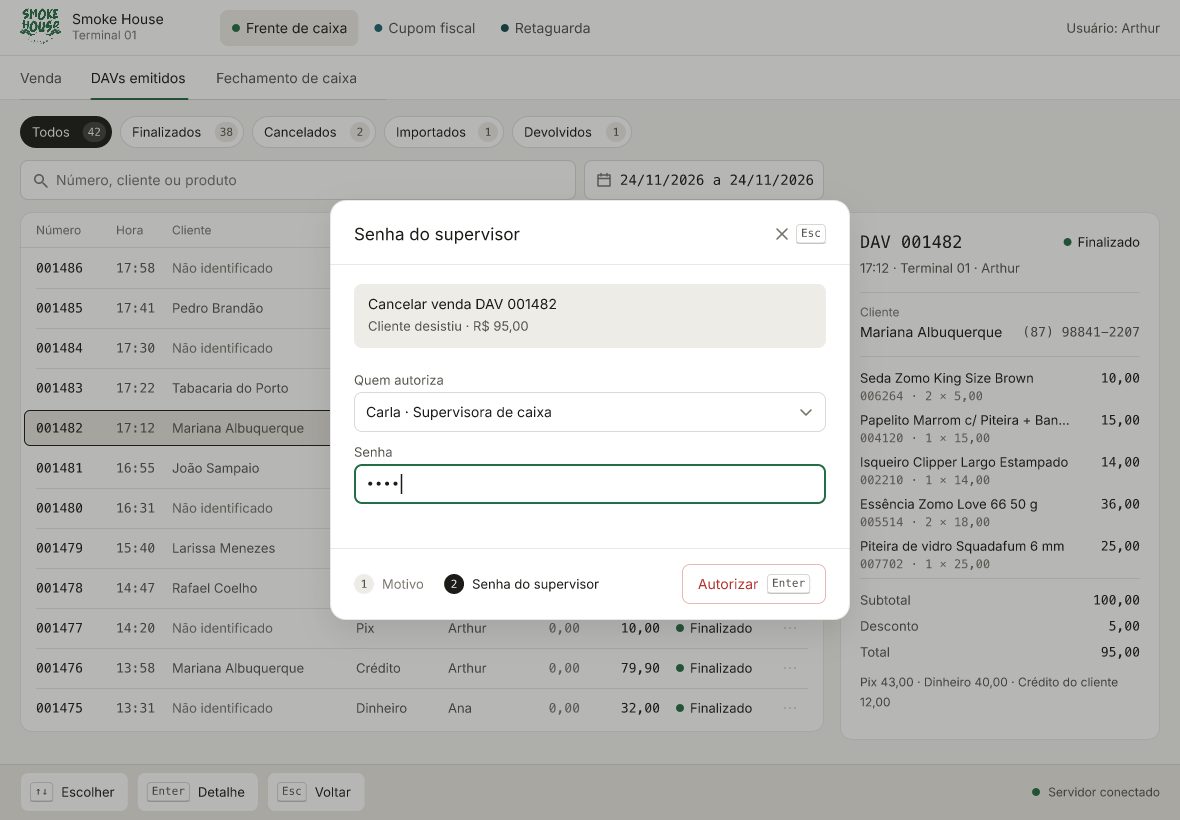 SMOKE HOUSE
Smoke House
Terminal 01
Frente de caixa
Cupom fiscal
Retaguarda
Usuário: Arthur
Venda
DAVs emitidos
Fechamento de caixa
Todos 42
Finalizados 38
Cancelados 2
Importados 1
Devolvidos 1
Número, cliente ou produto
24/11/2026 a 24/11/2026
Número Hora Cliente
001486 17:58 Não identificado
001485 17:41 Pedro Brandão
001484 17:30 Não identificado
001483 17:22 Tabacaria do Porto
001482 17:12 Mariana Albuquerque
001481 16:55 João Sampaio
001480 16:31 Não identificado
001479 15:40 Larissa Menezes
001478 14:47 Rafael Coelho
001477 14:20 Não identificado Pix Arthur 0,00 10,00 Finalizado ...
001476 13:58 Mariana Albuquerque Crédito Arthur 0,00 79,90 Finalizado ...
001475 13:31 Não identificado Dinheiro Ana 0,00 32,00 Finalizado ...
Senha do supervisor
Esc
Cancelar venda DAV 001482
Cliente desistiu · R$ 95,00
Quem autoriza
Carla · Supervisora de caixa
Senha
••••
1 Motivo
2 Senha do supervisor
Autorizar Enter
DAV 001482
Finalizado
17:12 · Terminal 01 · Arthur
Cliente
Mariana Albuquerque (87) 98841–2207
Seda Zomo King Size Brown 10,00
006264 · 2 × 5,00
Papelito Marrom c/ Piteira + Ban... 15,00
004120 · 1 × 15,00
Isqueiro Clipper Largo Estampado 14,00
002210 · 1 × 14,00
Essência Zomo Love 66 50 g 36,00
005514 · 2 × 18,00
Piteira de vidro Squadafum 6 mm 25,00
007702 · 1 × 25,00
Subtotal 100,00
Desconto 5,00
Total 95,00
Pix 43,00 · Dinheiro 40,00 · Crédito do cliente
12,00
↑↓ Escolher
Enter Detalhe
Esc Voltar
Servidor conectado